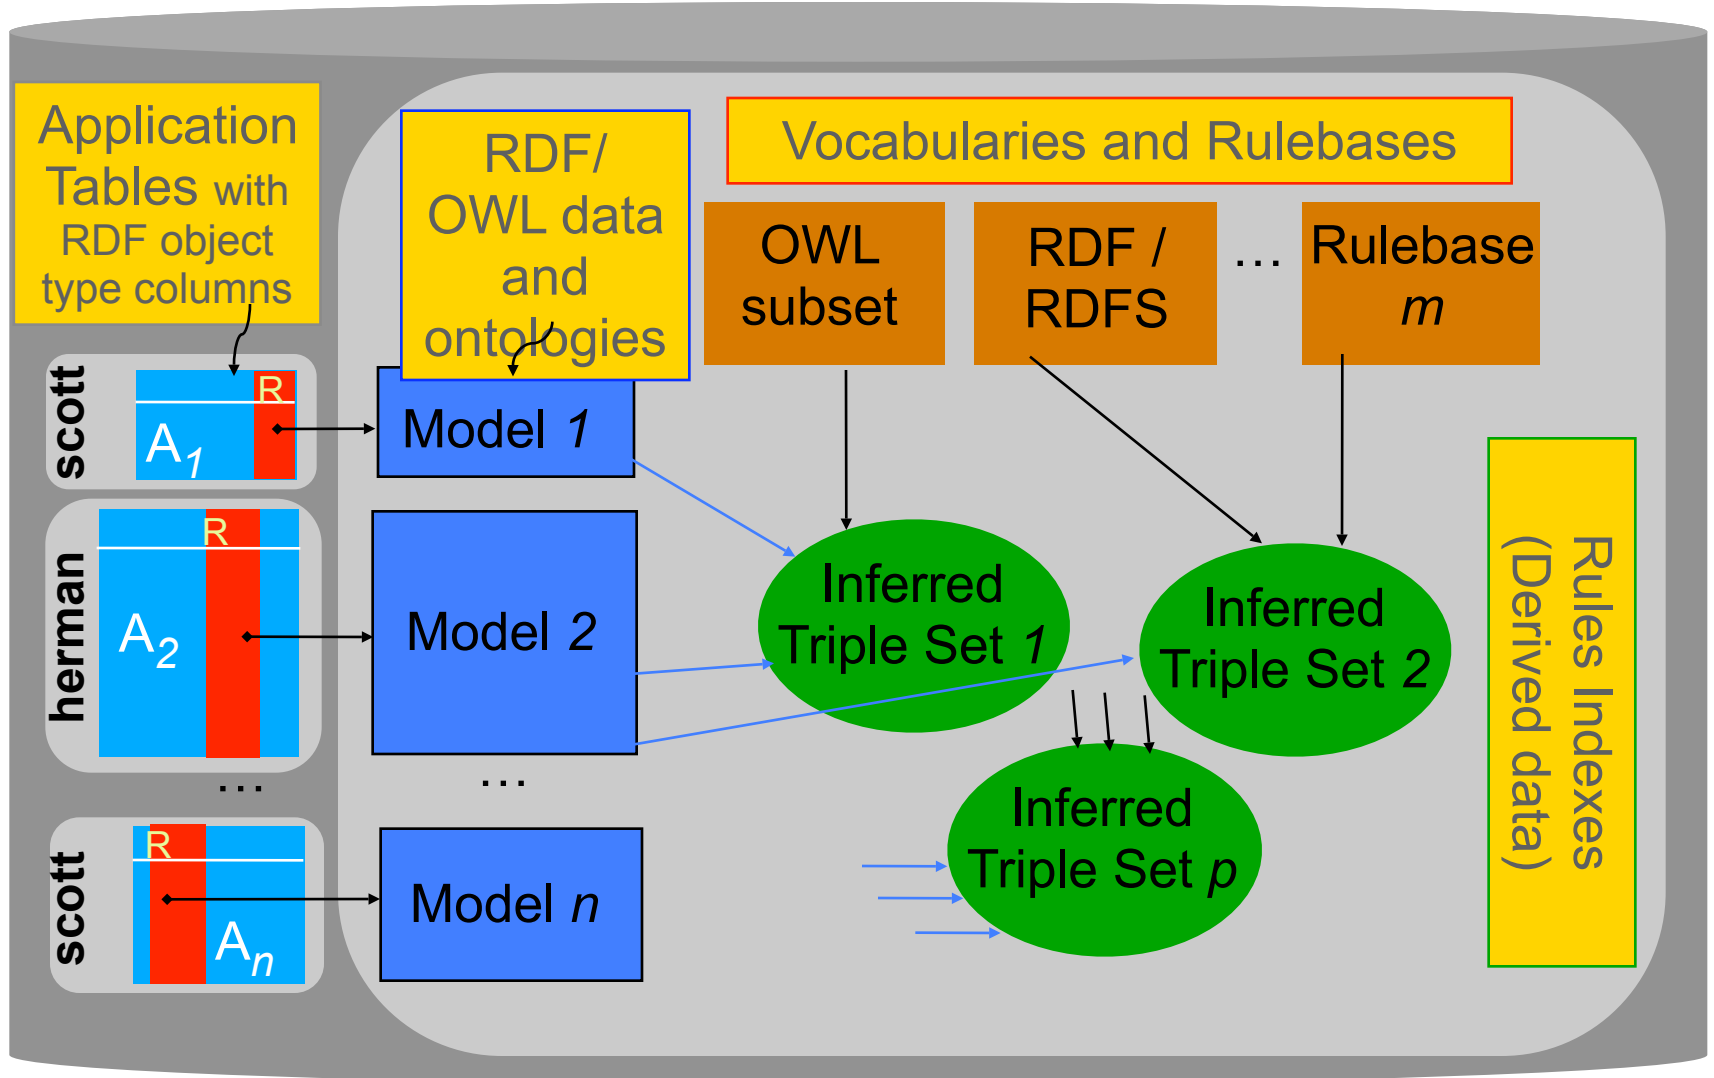 Application
Tables with
RDF object
type columns
RDF/
OWL data
and
ontologies
Vocabularies and Rulebases
OWL
subset
RDF /
RDFS
…
Rulebase
m
scott
R
A1
Model 1
herman
R
A2
Model 2
…
…
scott
R
An
Model n
Inferred
Triple Set 1
Inferred
Triple Set 2
Inferred
Triple Set p
Rules Indexes
(Derived data)